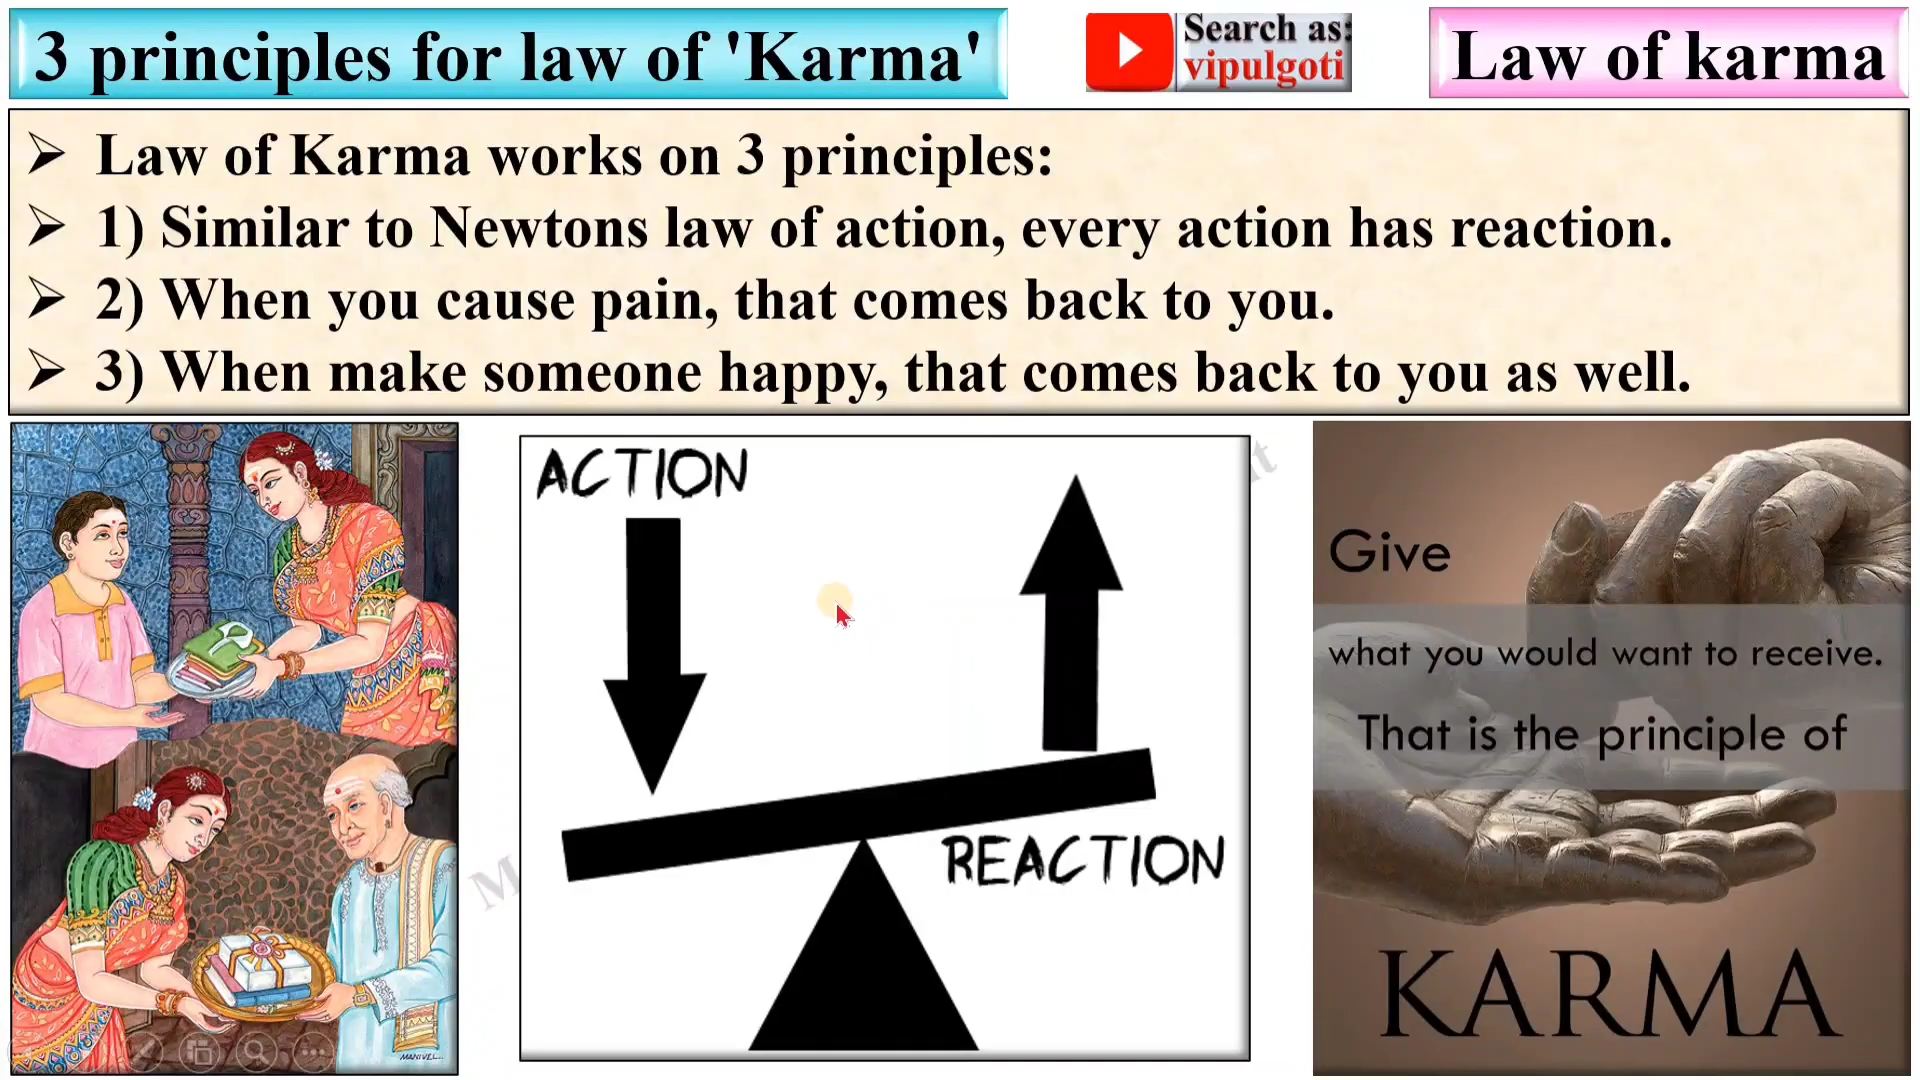 3 principles for law of 'Karma'
Search as:
vipulgoti
Law of karma
Law of Karma works on 3 principles:
1) Similar to Newtons law of action, every action has reaction.
2) When you cause pain, that comes back to you.
3) When make someone happy, that comes back to you as well.
ACTION
REACTION
MANIVEL..
Give
what you would want to receive.
That is the principle of
KARMA